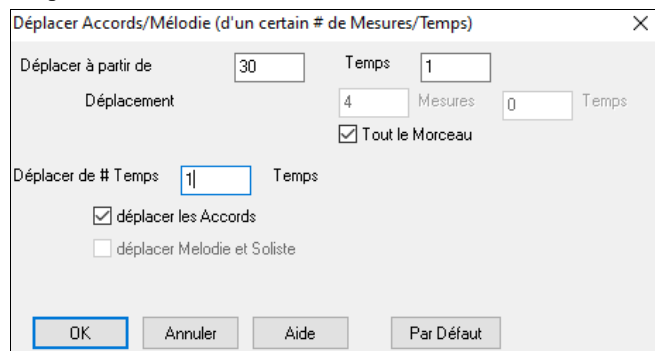 Déplacer Accords/Mélodie (d'un certain # de Mesures/Temps)
Déplacer à partir de 30 Temps 1
Déplacement 4 Mesures 0 Temps
Tout le Morceau
Déplacer de # Temps 1 Temps
déplacer les Accords
déplacer Melodie et Soliste
OK Annuler Aide Par Défaut